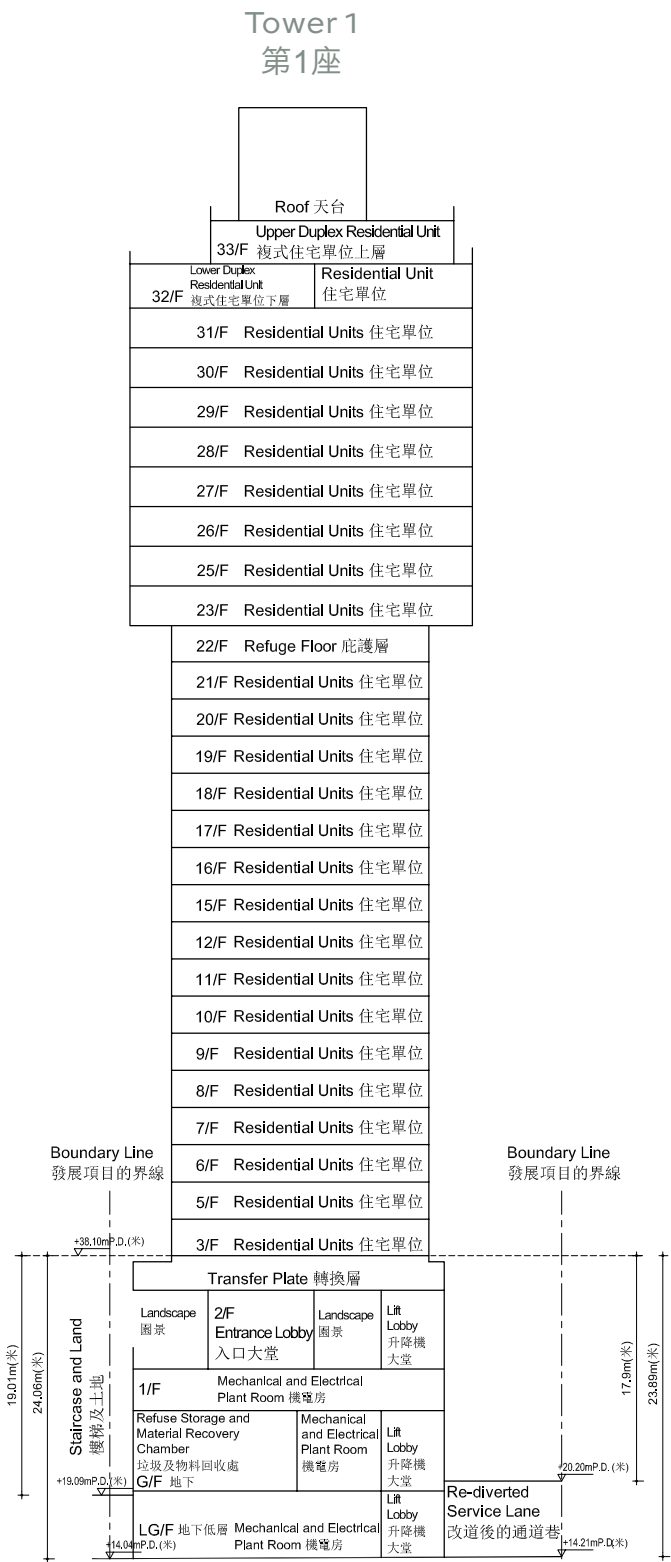 Tower 1
第1座
Roof 天台
Upper Duplex Residential Unit
33/F 複式住宅單位上層
Lower Duplex
Residential Unit
32/F 複式住宅單位下層
Residential Unit
住宅單位
31/F Residential Units 住宅單位
30/F Residential Units 住宅單位
29/F Residential Units 住宅單位
28/F Residential Units 住宅單位
27/F Residential Units 住宅單位
26/F Residential Units 住宅單位
25/F Residential Units 住宅單位
23/F Residential Units 住宅單位
22/F Refuge Floor 庇護層
21/F Residential Units 住宅單位
20/F Residential Units 住宅單位
19/F Residential Units 住宅單位
18/F Residential Units 住宅單位
17/F Residential Units 住宅單位
16/F Residential Units 住宅單位
15/F Residential Units 住宅單位
12/F Residential Units 住宅單位
11/F Residential Units 住宅單位
10/F Residential Units 住宅單位
9/F Residential Units 住宅單位
8/F Residential Units 住宅單位
7/F Residential Units 住宅單位
6/F Residential Units 住宅單位
5/F Residential Units 住宅單位
3/F Residential Units 住宅單位
Boundary Line
發展項目的界線
Boundary Line
發展項目的界線
+38.10mP.D.(米)
Transfer Plate 轉換層
Landscape
園景
2/F
Entrance Lobby
入口大堂
Landscape
園景
Lift
Lobby
升降機
大堂
1/F
Mechanical and Electrical
Plant Room 機電房
Refuse Storage and
Material Recovery
Chamber
垃圾及物料回收處
G/F 地下
Mechanical
and Electrical
Plant Room
機電房
Lift
Lobby
升降機
大堂
LG/F 地下低層
Mechanical and Electrical
Plant Room 機電房
Lift
Lobby
升降機
大堂
Re-diverted
Service Lane
改道後的通道巷
Staircase and Land
樓梯及土地
19.01m(米)
24.06m(米)
17.9m(米)
23.89m(米)
+19.09mP.D.(米)
+14.04mP.D.(米)
+20.20mP.D.(米)
+14.21mP.D.(米)